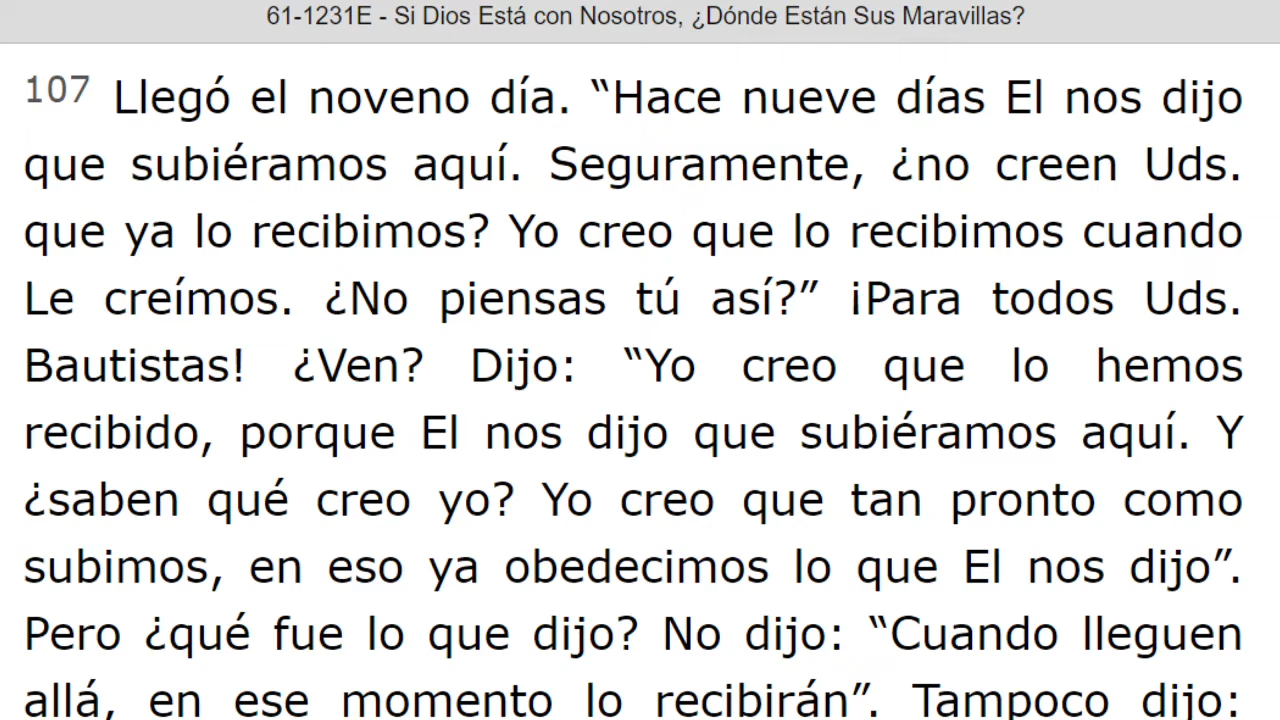 61-1231E - Si Dios Está con Nosotros, ¿Dónde Están Sus Maravillas?
107 Llegó el noveno día. “Hace nueve días El nos dijo
que subiéramos aquí. Seguramente, ¿no creen Uds.
que ya lo recibimos? Yo creo que lo recibimos cuando
Le creímos. ¿No piensas tú así?” ¡Para todos Uds.
Bautistas! ¿Ven? Dijo: “Yo creo que lo hemos
recibido, porque El nos dijo que subiéramos aquí. Y
¿saben qué creo yo? Yo creo que tan pronto como
subimos, en eso ya obedecimos lo que El nos dijo”.
Pero ¿qué fue lo que dijo? No dijo: “Cuando lleguen
allá, en ese momento lo recibirán”. Tampoco dijo: